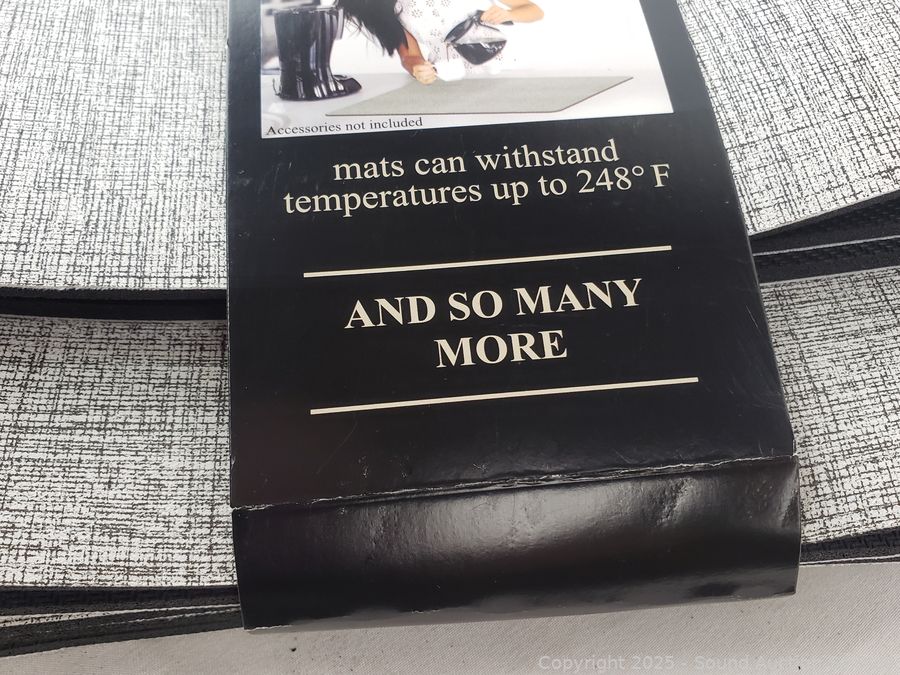 Accessories not included
mats can withstand
temperatures up to 248° F
AND SO MANY
MORE
Copyright 2025 - Sound